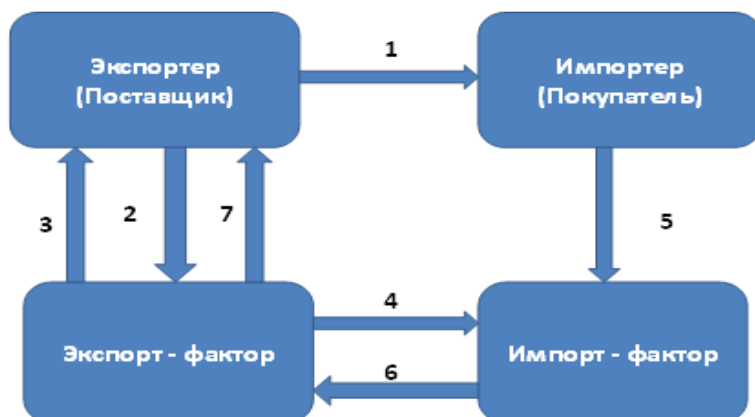 Экспортер
(Поставщик)
1
Импортер
(Покупатель)
3
2
7
5
Экспорт - фактор
4
6
Импорт - фактор